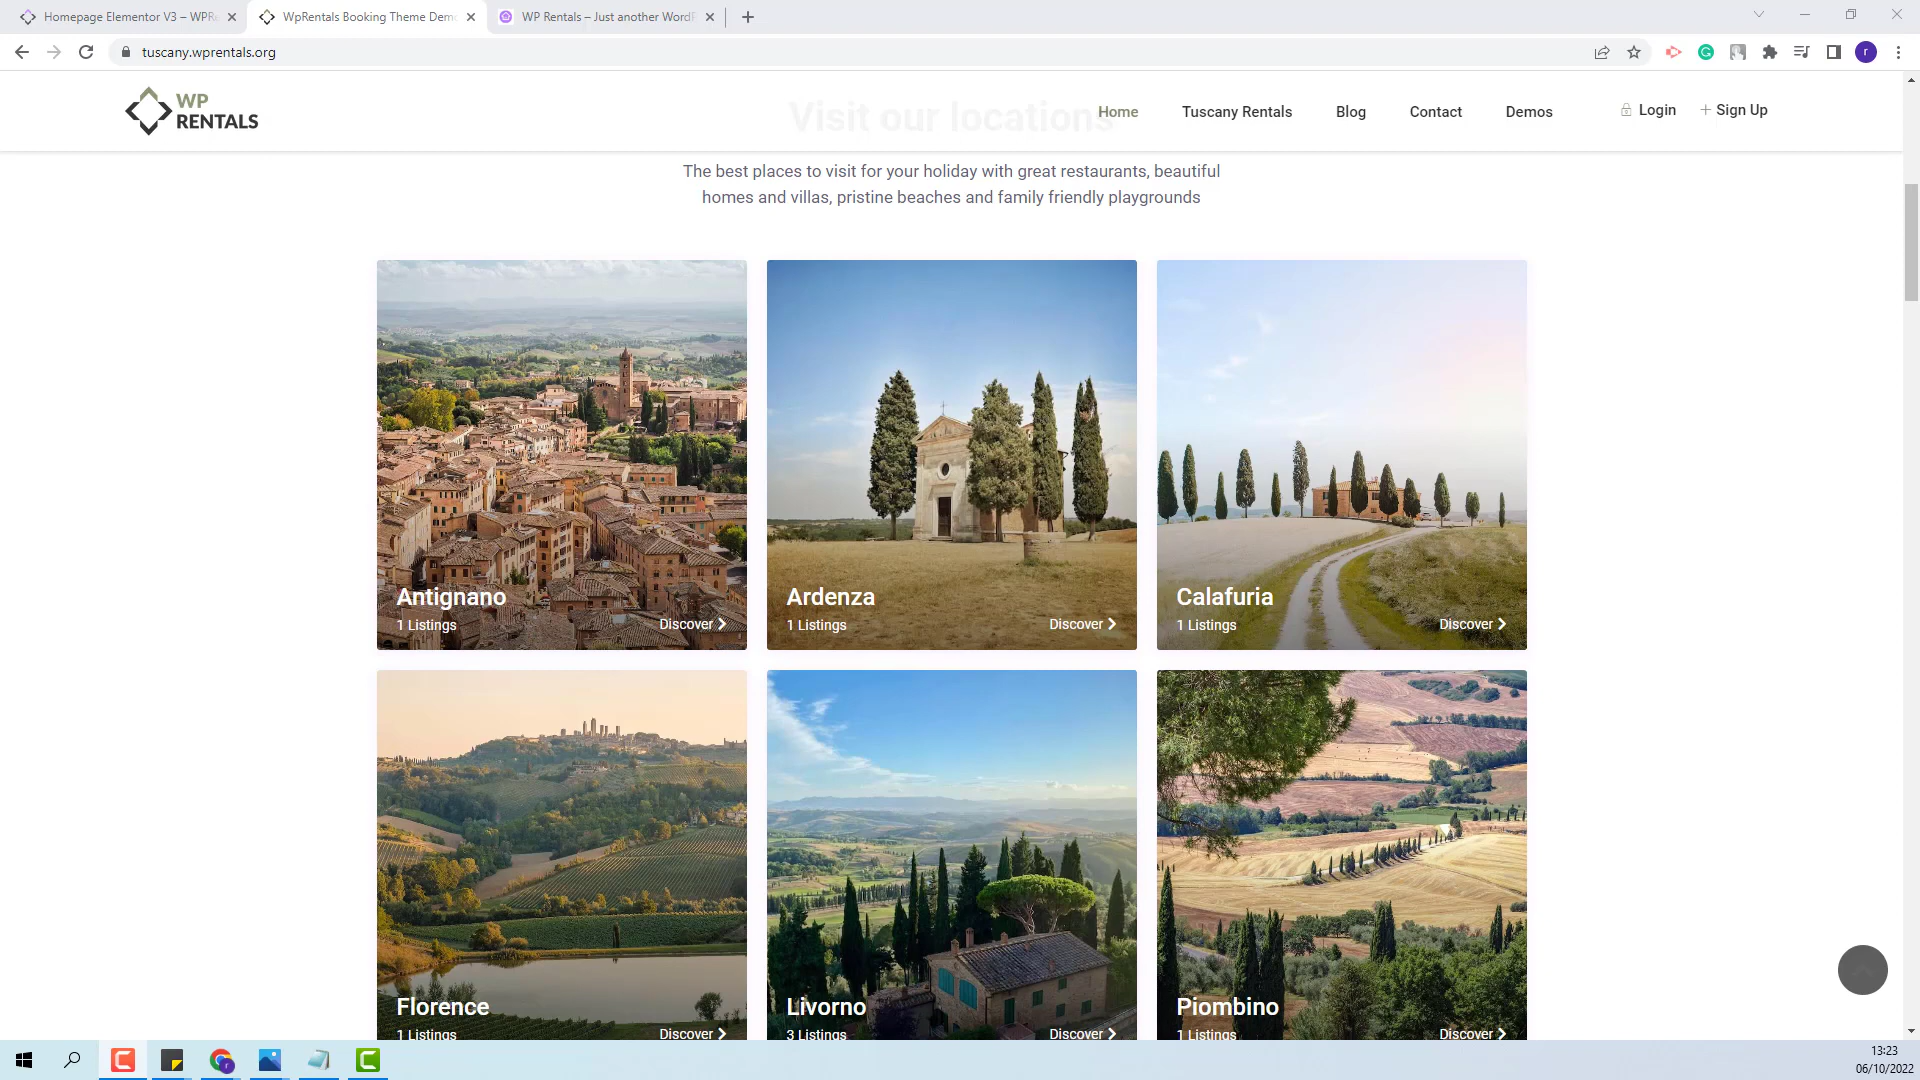 Homepage Elementor V3 – WPRe
WpRentals Booking Theme Demo
WP Rentals – Just another WordP
tuscany.wprentals.org
r
WP
RENTALS
Visit our locations
Home
Tuscany Rentals
Blog
Contact
Demos
Login
Sign Up
The best places to visit for your holiday with great restaurants, beautiful
homes and villas, pristine beaches and family friendly playgrounds
Antignano
1 Listings
Discover
Ardenza
1 Listings
Discover
Calafuria
1 Listings
Discover
Florence
1 Listings
Discover
Livorno
3 Listings
Discover
Piombino
1 Listings
Discover
13:23
06/10/2022